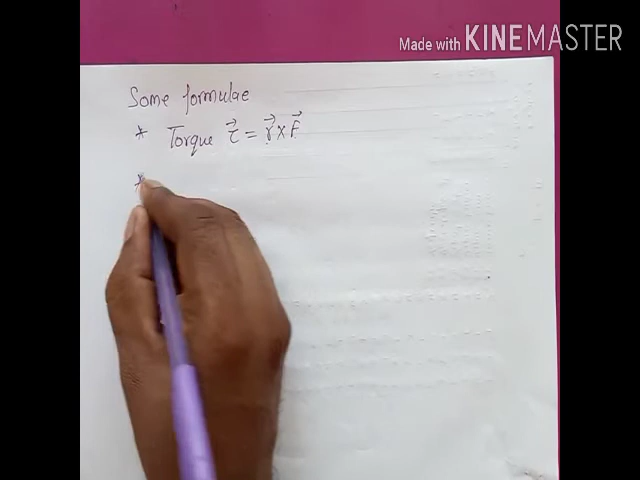 Made with KINEMASTER
Some formulae
* Torque τ⃗ = r⃗ × F⃗
*